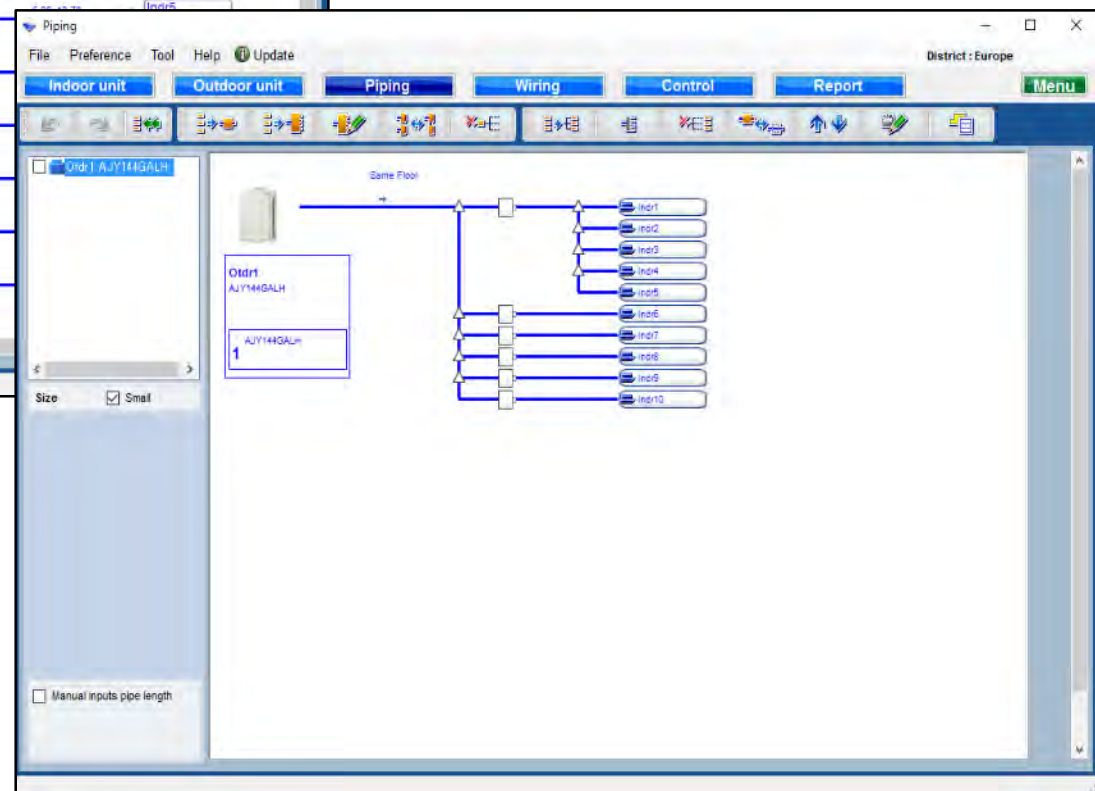 Indr5
Piping
File Preference Tool Help Update
District : Europe
Indoor unit Outdoor unit Piping Wiring Control Report Menu
Otdr1 AJY144GALH
Same Floor
Indr1
Indr2
Indr3
Indr4
Indr5
Indr6
Indr7
Indr8
Indr9
Indr10
Otdr1
AJY144GALH
AJY144GALH
1
Size Small
Manual inputs pipe length